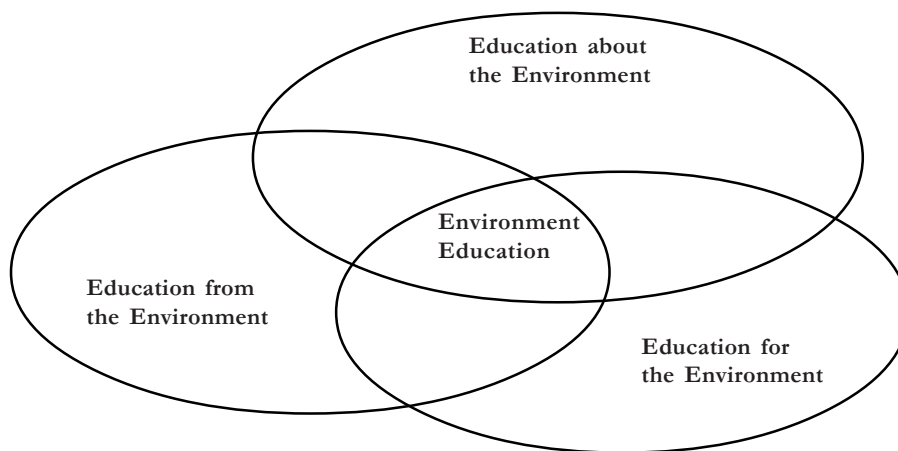 Education about
the Environment
Environment
Education
Education from
the Environment
Education for
the Environment